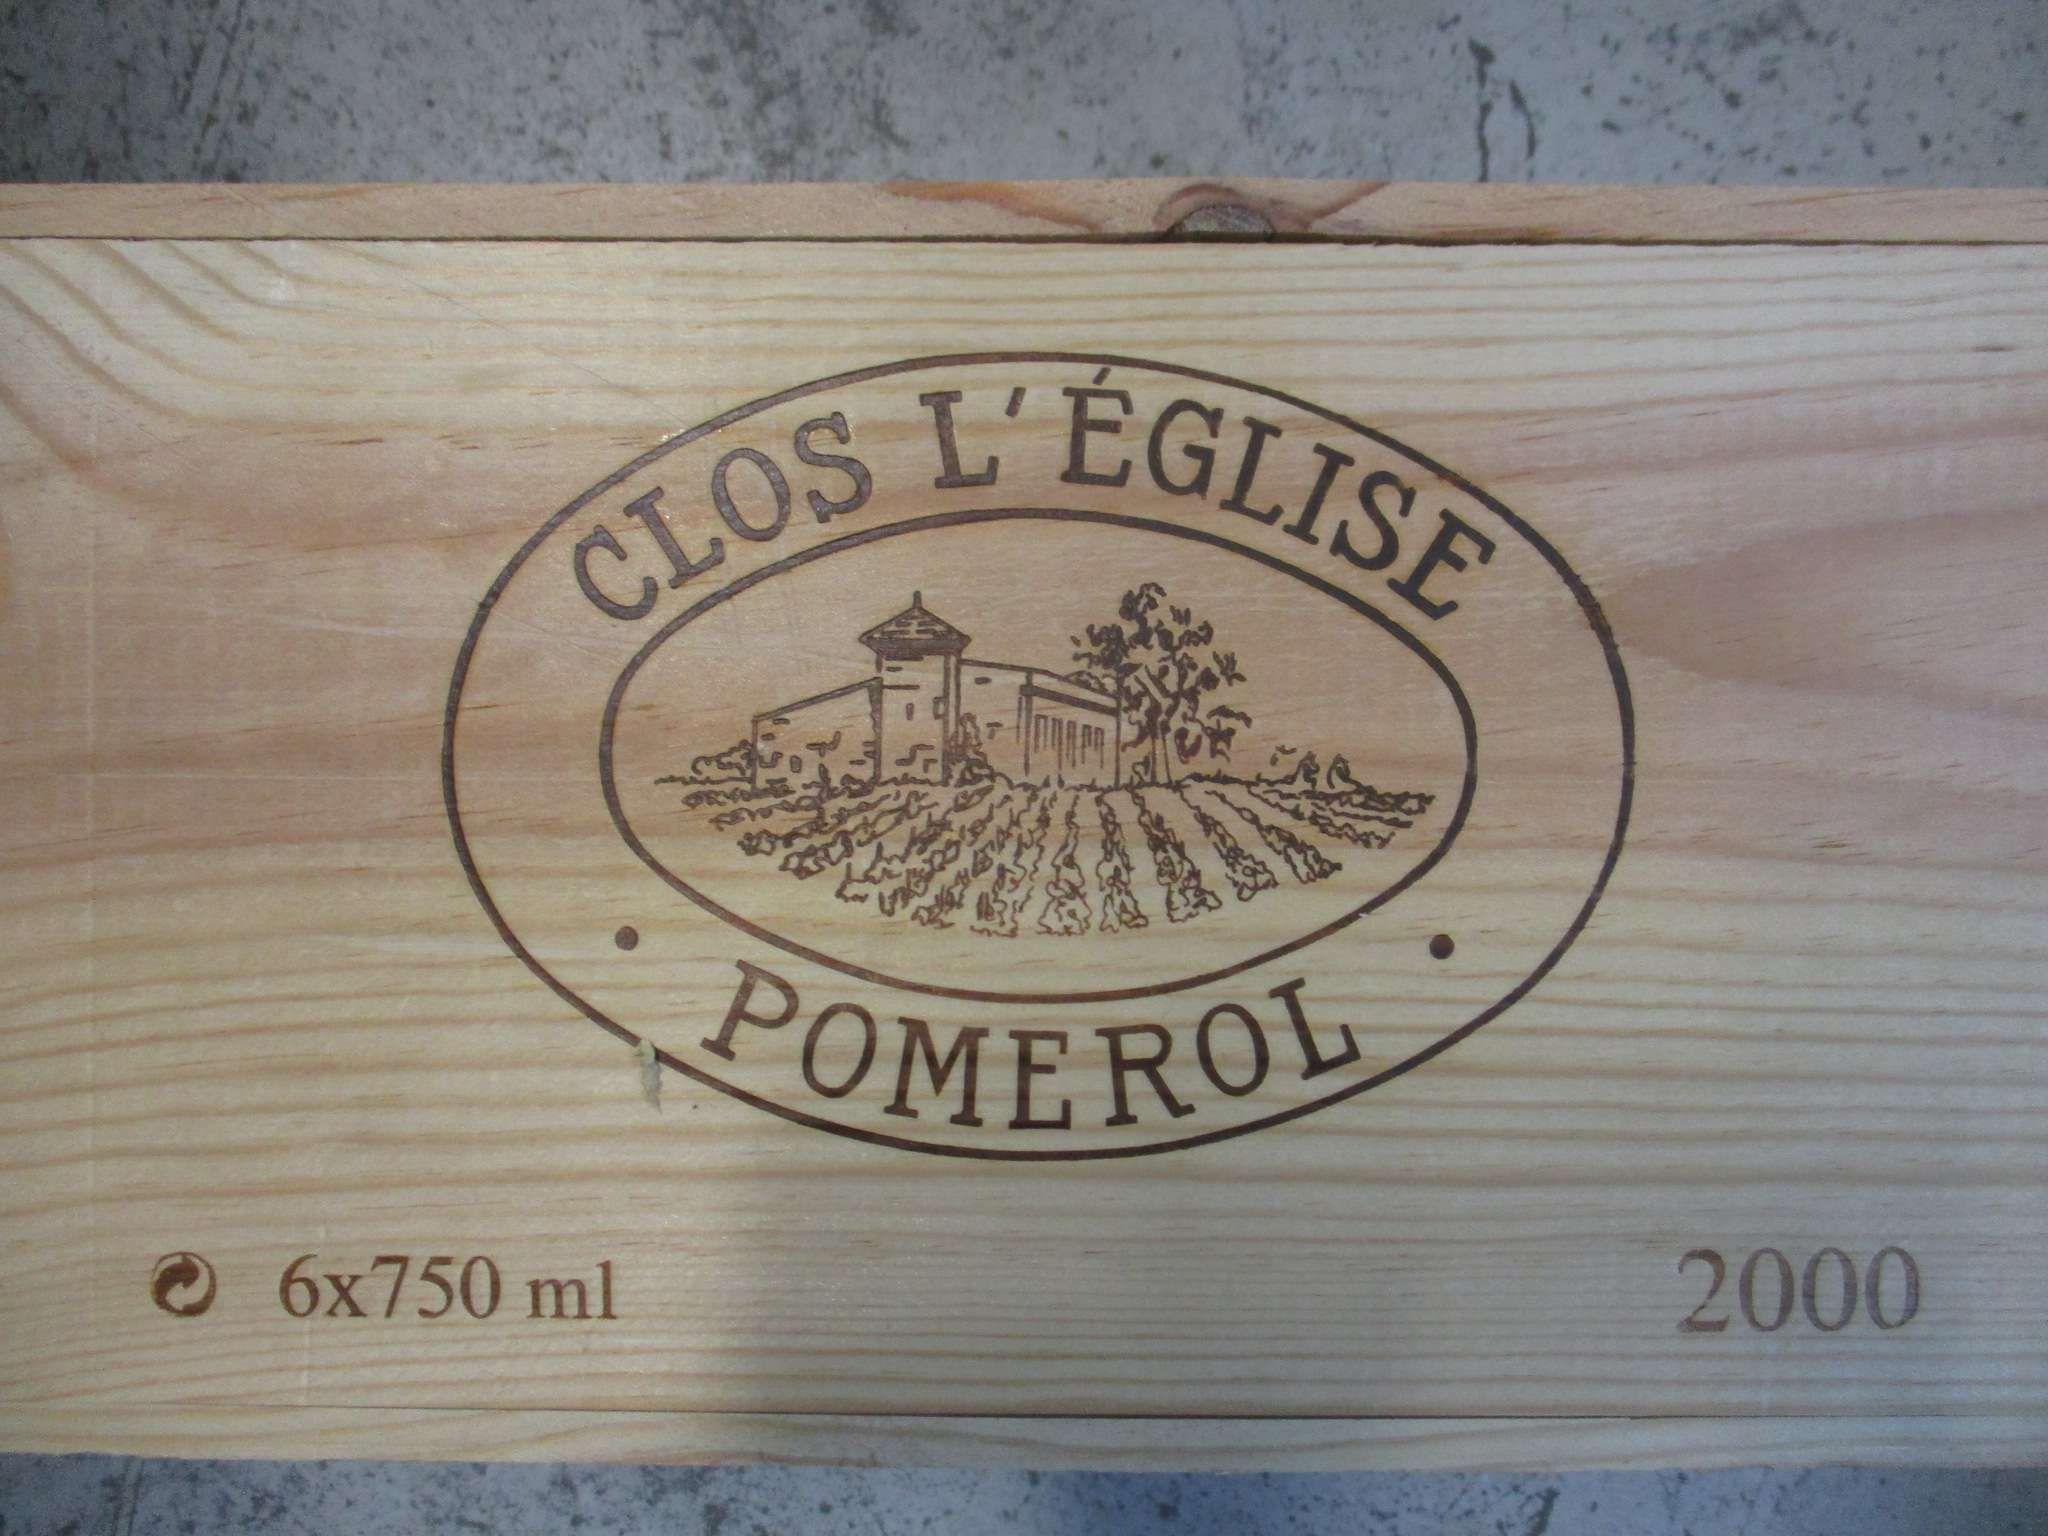 CLOS L'ÉGLISE
POMEROL
6x750 ml
2000